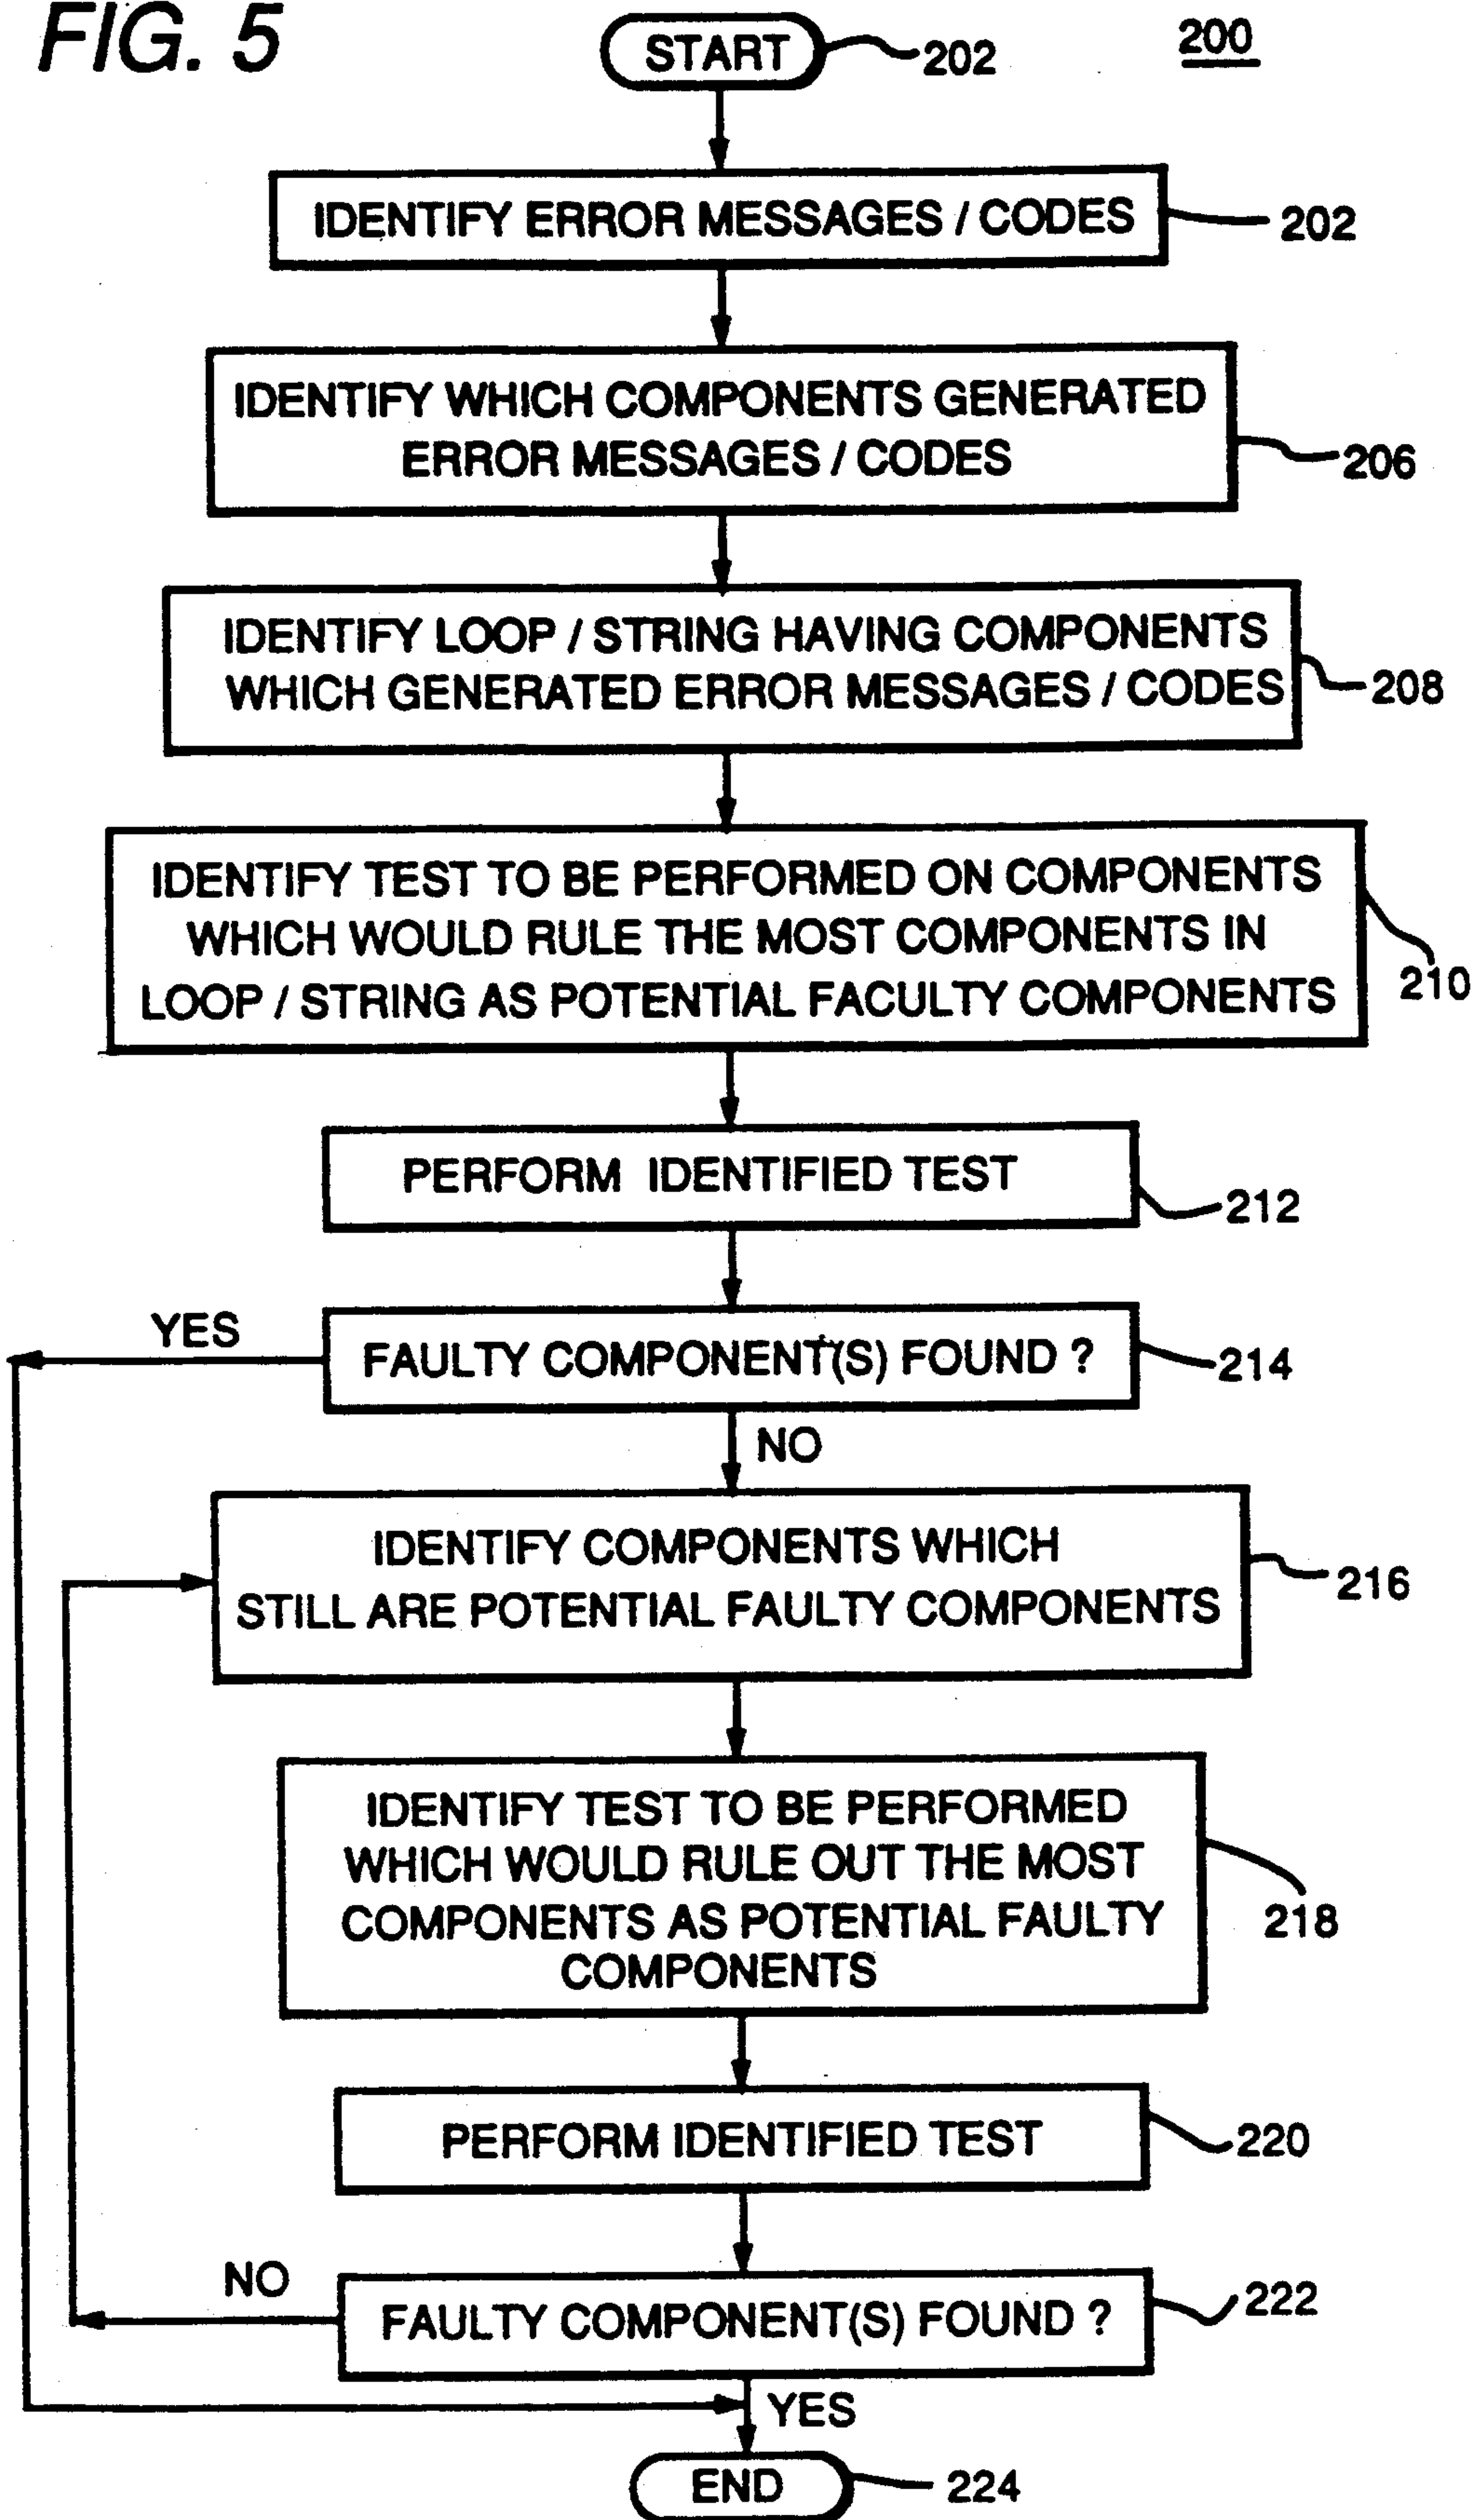 FIG. 5
START
202
200
IDENTIFY ERROR MESSAGES / CODES
202
IDENTIFY WHICH COMPONENTS GENERATED
ERROR MESSAGES / CODES
206
IDENTIFY LOOP / STRING HAVING COMPONENTS
WHICH GENERATED ERROR MESSAGES / CODES
208
IDENTIFY TEST TO BE PERFORMED ON COMPONENTS
WHICH WOULD RULE THE MOST COMPONENTS IN
LOOP / STRING AS POTENTIAL FACULTY COMPONENTS
210
PERFORM IDENTIFIED TEST
212
YES
FAULTY COMPONENT(S) FOUND ?
214
NO
IDENTIFY COMPONENTS WHICH
STILL ARE POTENTIAL FAULTY COMPONENTS
216
IDENTIFY TEST TO BE PERFORMED
WHICH WOULD RULE OUT THE MOST
COMPONENTS AS POTENTIAL FAULTY
COMPONENTS
218
PERFORM IDENTIFIED TEST
220
NO
FAULTY COMPONENT(S) FOUND ?
222
YES
END
224